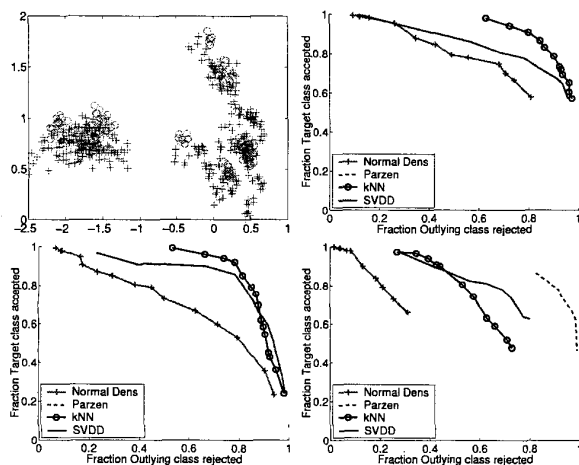 2
1.5
1
0.5
0
−2.5 −2 −1.5 −1 −0.5 0 0.5 1
1
0.8
0.6
0.4
0.2
0
0 0.2 0.4 0.6 0.8 1
Fraction Target class accepted
Fraction Outlying class rejected
Normal Dens
Parzen
kNN
SVDD
1
0.8
0.6
0.4
0.2
0
0 0.2 0.4 0.6 0.8 1
Fraction Target class accepted
Fraction Outlying class rejected
Normal Dens
Parzen
kNN
SVDD
1
0.8
0.6
0.4
0.2
0
0 0.2 0.4 0.6 0.8 1
Fraction Target class accepted
Fraction Outlying class rejected
Normal Dens
Parzen
kNN
SVDD